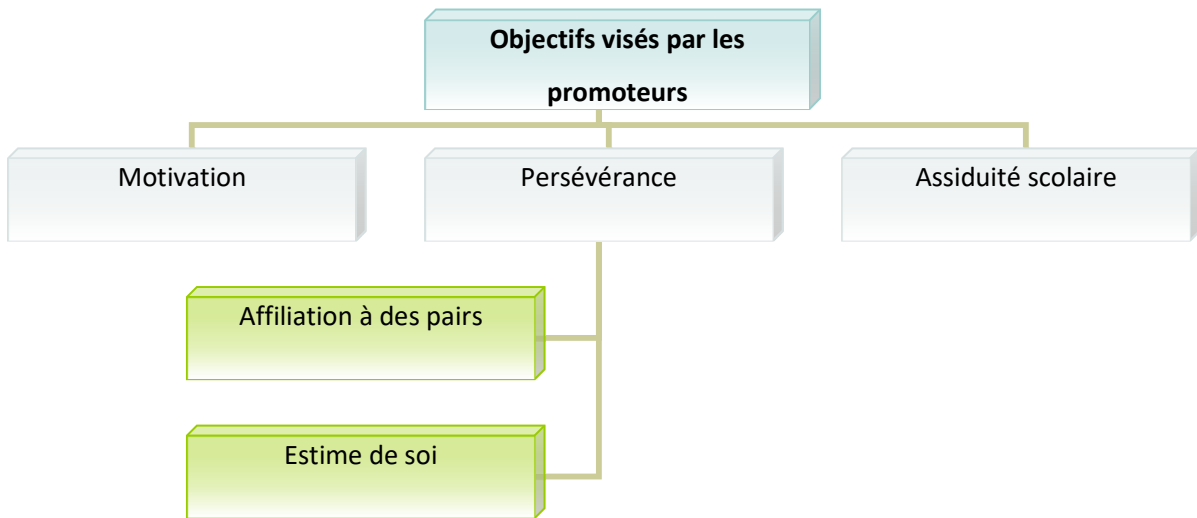 Objectifs visés par les
promoteurs
Motivation
Persévérance
Assiduité scolaire
Affiliation à des pairs
Estime de soi